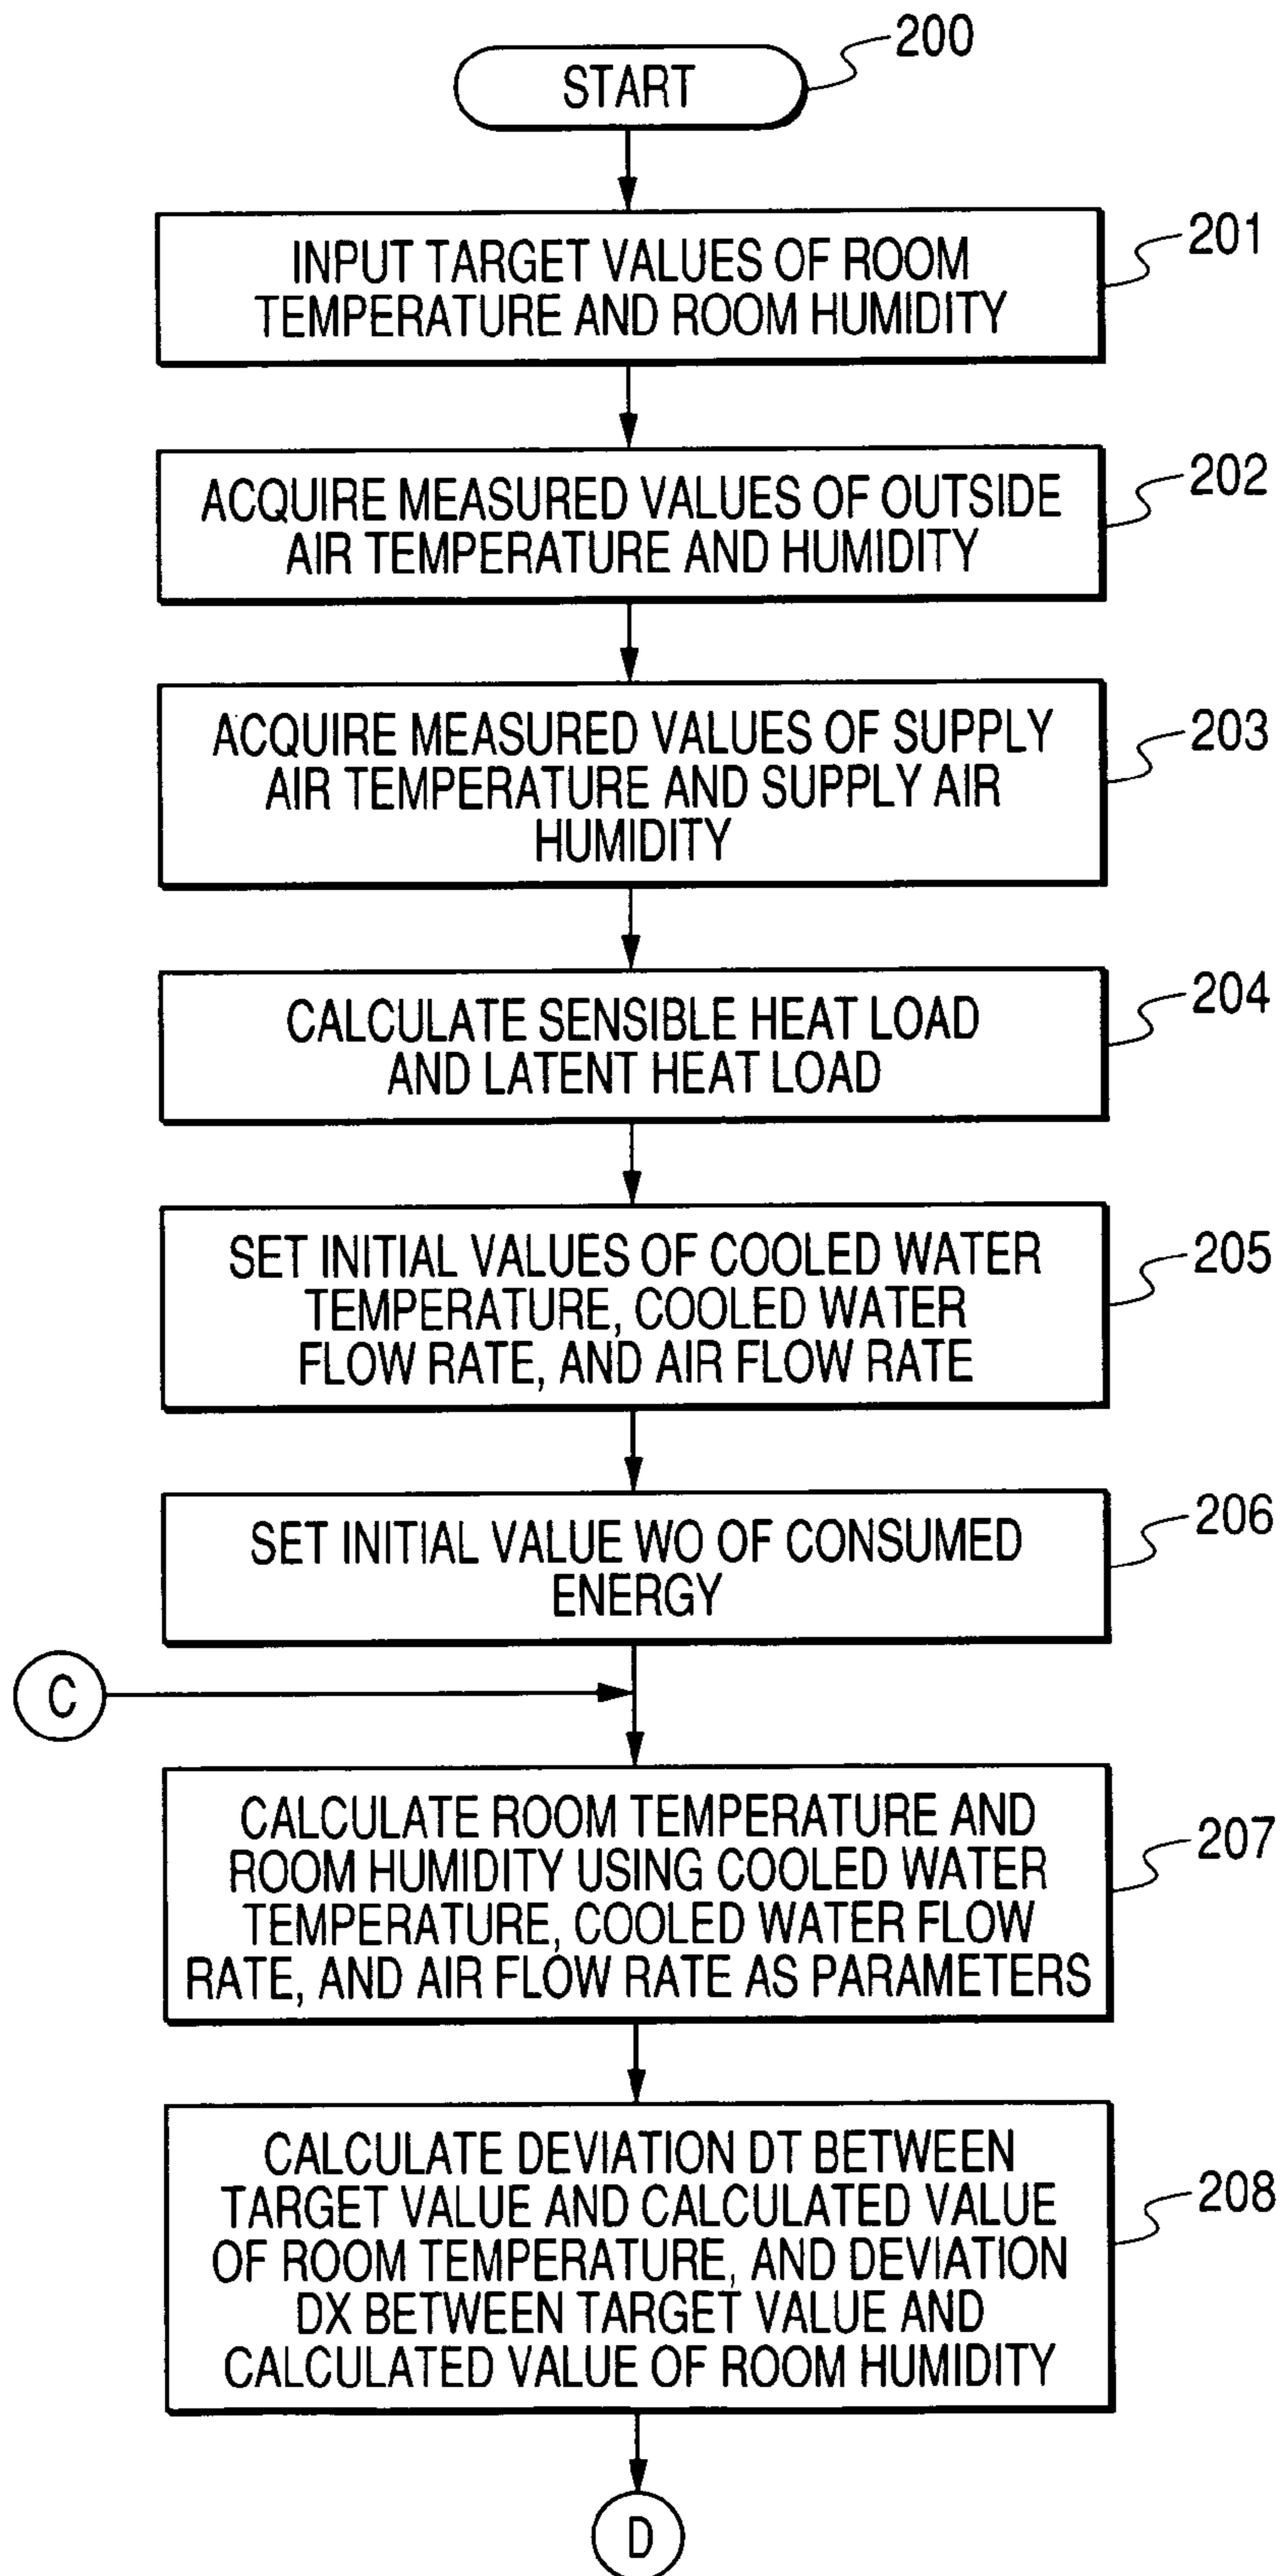 START
200
INPUT TARGET VALUES OF ROOM
TEMPERATURE AND ROOM HUMIDITY
201
ACQUIRE MEASURED VALUES OF OUTSIDE
AIR TEMPERATURE AND HUMIDITY
202
ACQUIRE MEASURED VALUES OF SUPPLY
AIR TEMPERATURE AND SUPPLY AIR
HUMIDITY
203
CALCULATE SENSIBLE HEAT LOAD
AND LATENT HEAT LOAD
204
SET INITIAL VALUES OF COOLED WATER
TEMPERATURE, COOLED WATER
FLOW RATE, AND AIR FLOW RATE
205
SET INITIAL VALUE WO OF CONSUMED
ENERGY
206
C
CALCULATE ROOM TEMPERATURE AND
ROOM HUMIDITY USING COOLED WATER
TEMPERATURE, COOLED WATER FLOW
RATE, AND AIR FLOW RATE AS PARAMETERS
207
CALCULATE DEVIATION DT BETWEEN
TARGET VALUE AND CALCULATED VALUE
OF ROOM TEMPERATURE, AND DEVIATION
DX BETWEEN TARGET VALUE AND
CALCULATED VALUE OF ROOM HUMIDITY
208
D